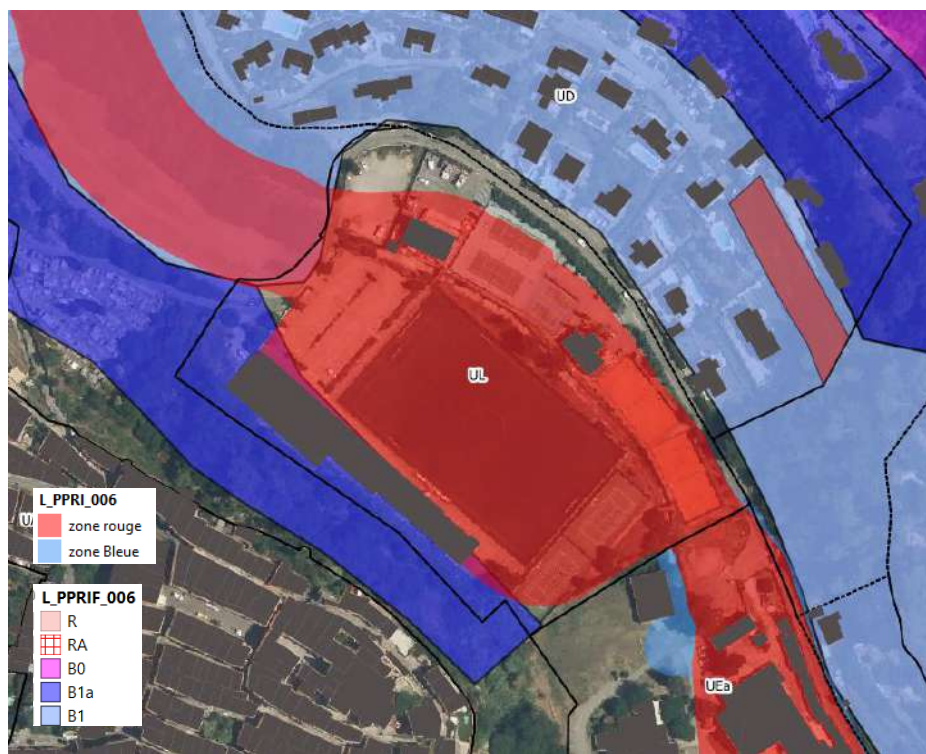 UD
UL
L_PPRI_006
zone rouge
zone Bleue
L_PPRIF_006
R
RA
B0
B1a
B1
UEa